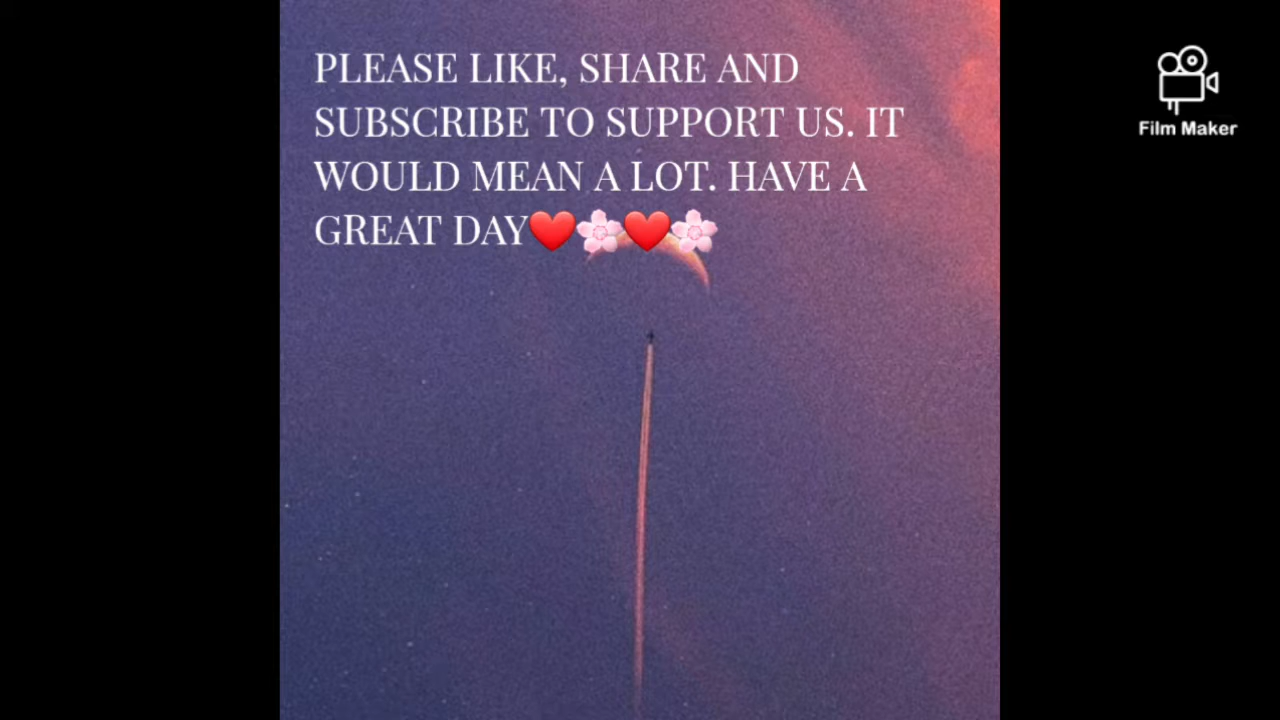 PLEASE LIKE, SHARE AND
SUBSCRIBE TO SUPPORT US. IT
WOULD MEAN A LOT. HAVE A
GREAT DAY❤️🌸❤️🌸
Film Maker